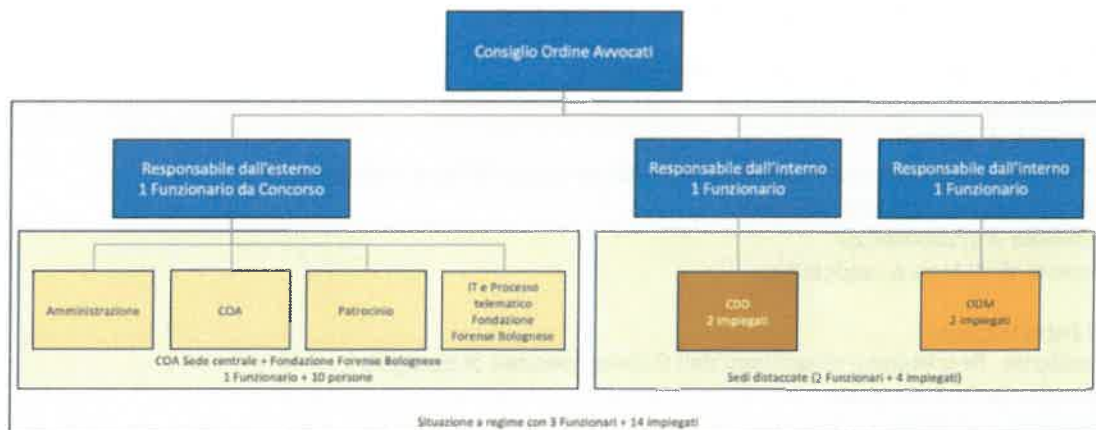 Consiglio Ordine Avvocati
Responsabile dall'esterno
1 Funzionario da Concorso
Responsabile dall'interno
1 Funzionario
Responsabile dall'interno
1 Funzionario
Amministrazione
COA
Patrocinio
IT e Processo
telematico
Fondazione
Forense Bolognese
CDD
2 impiegati
ODM
2 impiegati
COA Sede centrale + Fondazione Forense Bolognese
1 Funzionario + 10 persone
Sedi distaccate (2 Funzionari + 4 impiegati)
Situazione a regime con 3 Funzionari + 14 impiegati